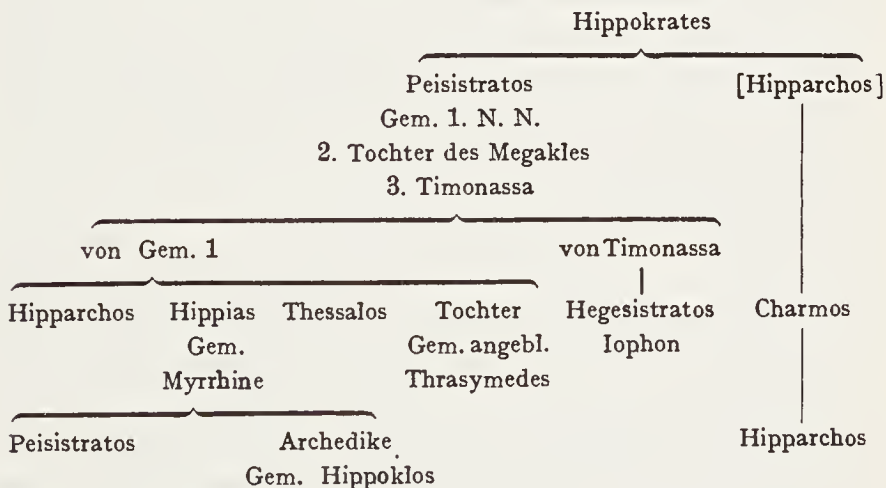 Hippokrates
Peisistratos [Hipparchos]
Gem. 1. N. N.
2. Tochter des Megakles
3. Timonassa
von Gem. 1 von Timonassa
Hipparchos Hippias Thessalos Tochter Hegesistratos Charmos
Gem. Gem. angebl. Iophon
Myrrhine Thrasymedes
Peisistratos Archedike Hipparchos
Gem. Hippoklos